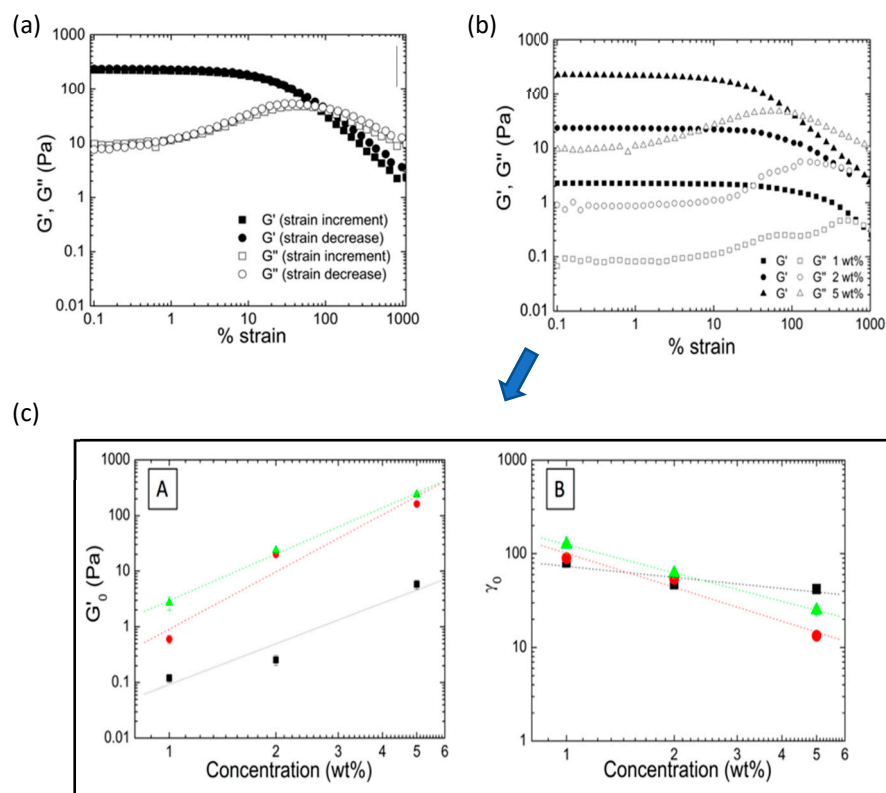 (a)
1000
100
10
1
0.1
0.01
G', G'' (Pa)
G' (strain increment)
G' (strain decrease)
G'' (strain increment)
G'' (strain decrease)
0.1 1 10 100 1000
% strain
(b)
1000
100
10
1
0.1
0.01
G', G'' (Pa)
G' G'' 1 wt%
G' G'' 2 wt%
G' G'' 5 wt%
0.1 1 10 100 1000
% strain
(c)
A
1000
100
10
1
0.1
0.01
G'₀ (Pa)
1 2 3 4 5 6
Concentration (wt%)
B
1000
100
10
1
γ₀
1 2 3 4 5 6
Concentration (wt%)